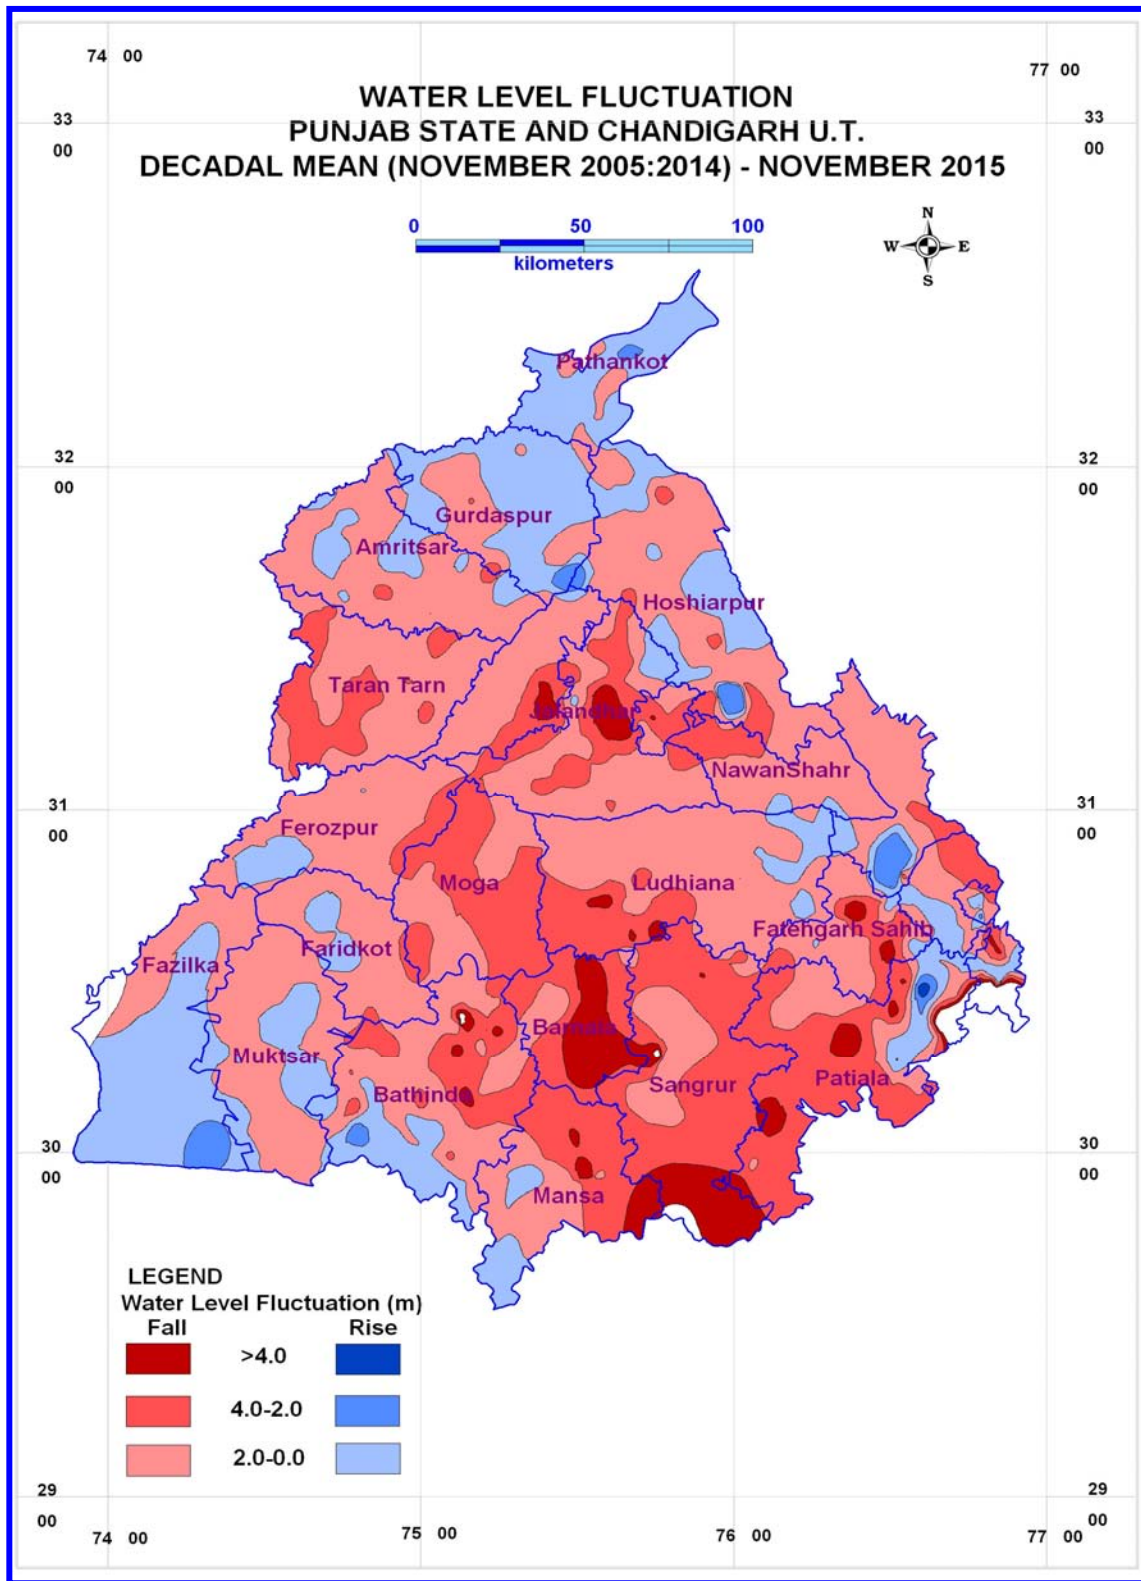 74 00
77 00
WATER LEVEL FLUCTUATION
33
00
33
00
PUNJAB STATE AND CHANDIGARH U.T.
DECADAL MEAN (NOVEMBER 2005:2014) - NOVEMBER 2015
0 50 100
kilometers
N
W E
S
Pathankot
32
00
32
00
Gurdaspur
Amritsar
Hoshiarpur
Taran Tarn
Jalandhar
NawanShahr
31
00
31
00
Ferozpur
Moga
Ludhiana
Fatehgarh Sahib
Faridkot
Fazilka
Barnala
Muktsar
Patiala
Sangrur
Bathinda
30
00
30
00
Mansa
LEGEND
Water Level Fluctuation (m)
Fall Rise
>4.0
4.0-2.0
2.0-0.0
29
00
29
00
74 00
75 00
76 00
77 00